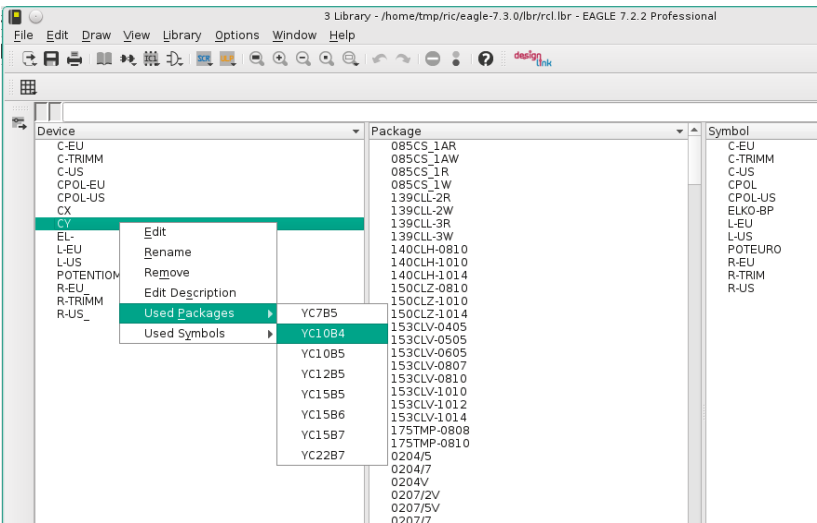 3 Library - /home/tmp/ric/eagle-7.3.0/lbr/rcl.lbr - EAGLE 7.2.2 Professional
File Edit Draw View Library Options Window Help
SCR ULP design link
Device
C-EU
C-TRIMM
C-US
CPOL-EU
CPOL-US
CX
CY
EL-
L-EU
L-US
POTENTIOM
R-EU_
R-TRIMM
R-US_
Edit
Rename
Remove
Edit Description
Used Packages
Used Symbols
YC7B5
YC10B4
YC10B5
YC12B5
YC15B5
YC15B6
YC15B7
YC22B7
Package
085CS_1AR
085CS_1AW
085CS_1R
085CS_1W
139CLL-2R
139CLL-2W
139CLL-3R
139CLL-3W
140CLH-0810
140CLH-1010
140CLH-1014
150CLZ-0810
150CLZ-1010
150CLZ-1014
153CLV-0405
153CLV-0505
153CLV-0605
153CLV-0807
153CLV-0810
153CLV-1010
153CLV-1012
153CLV-1014
175TMP-0808
175TMP-0810
0204/5
0204/7
0204V
0207/2V
0207/5V
0207/7
Symbol
C-EU
C-TRIMM
C-US
CPOL
CPOL-US
ELKO-BP
L-EU
L-US
POTEURO
R-EU
R-TRIM
R-US